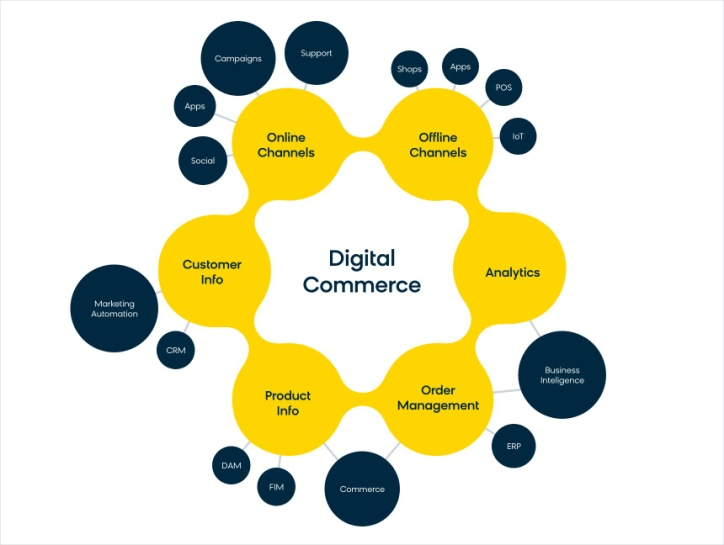 Campaigns
Support
Shops
Apps
POS
IoT
Apps
Social
Online
Channels
Offline
Channels
Digital
Commerce
Customer
Info
Analytics
Marketing
Automation
CRM
Business
Inteligence
Product
Info
Order
Management
DAM
FIM
Commerce
ERP